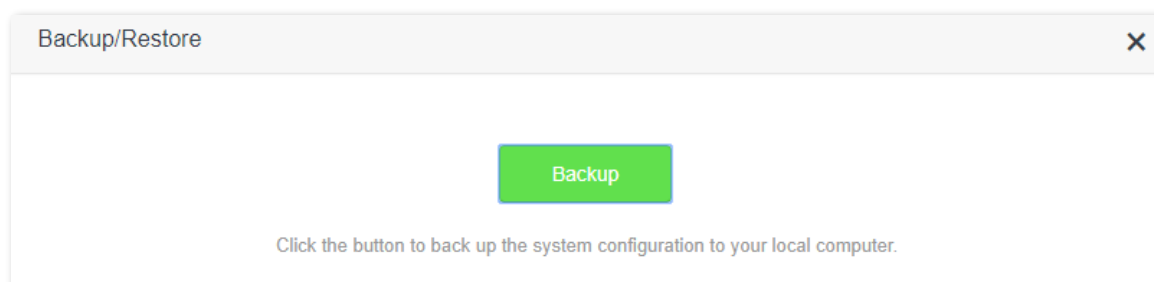 Backup/Restore
Backup
Click the button to back up the system configuration to your local computer.